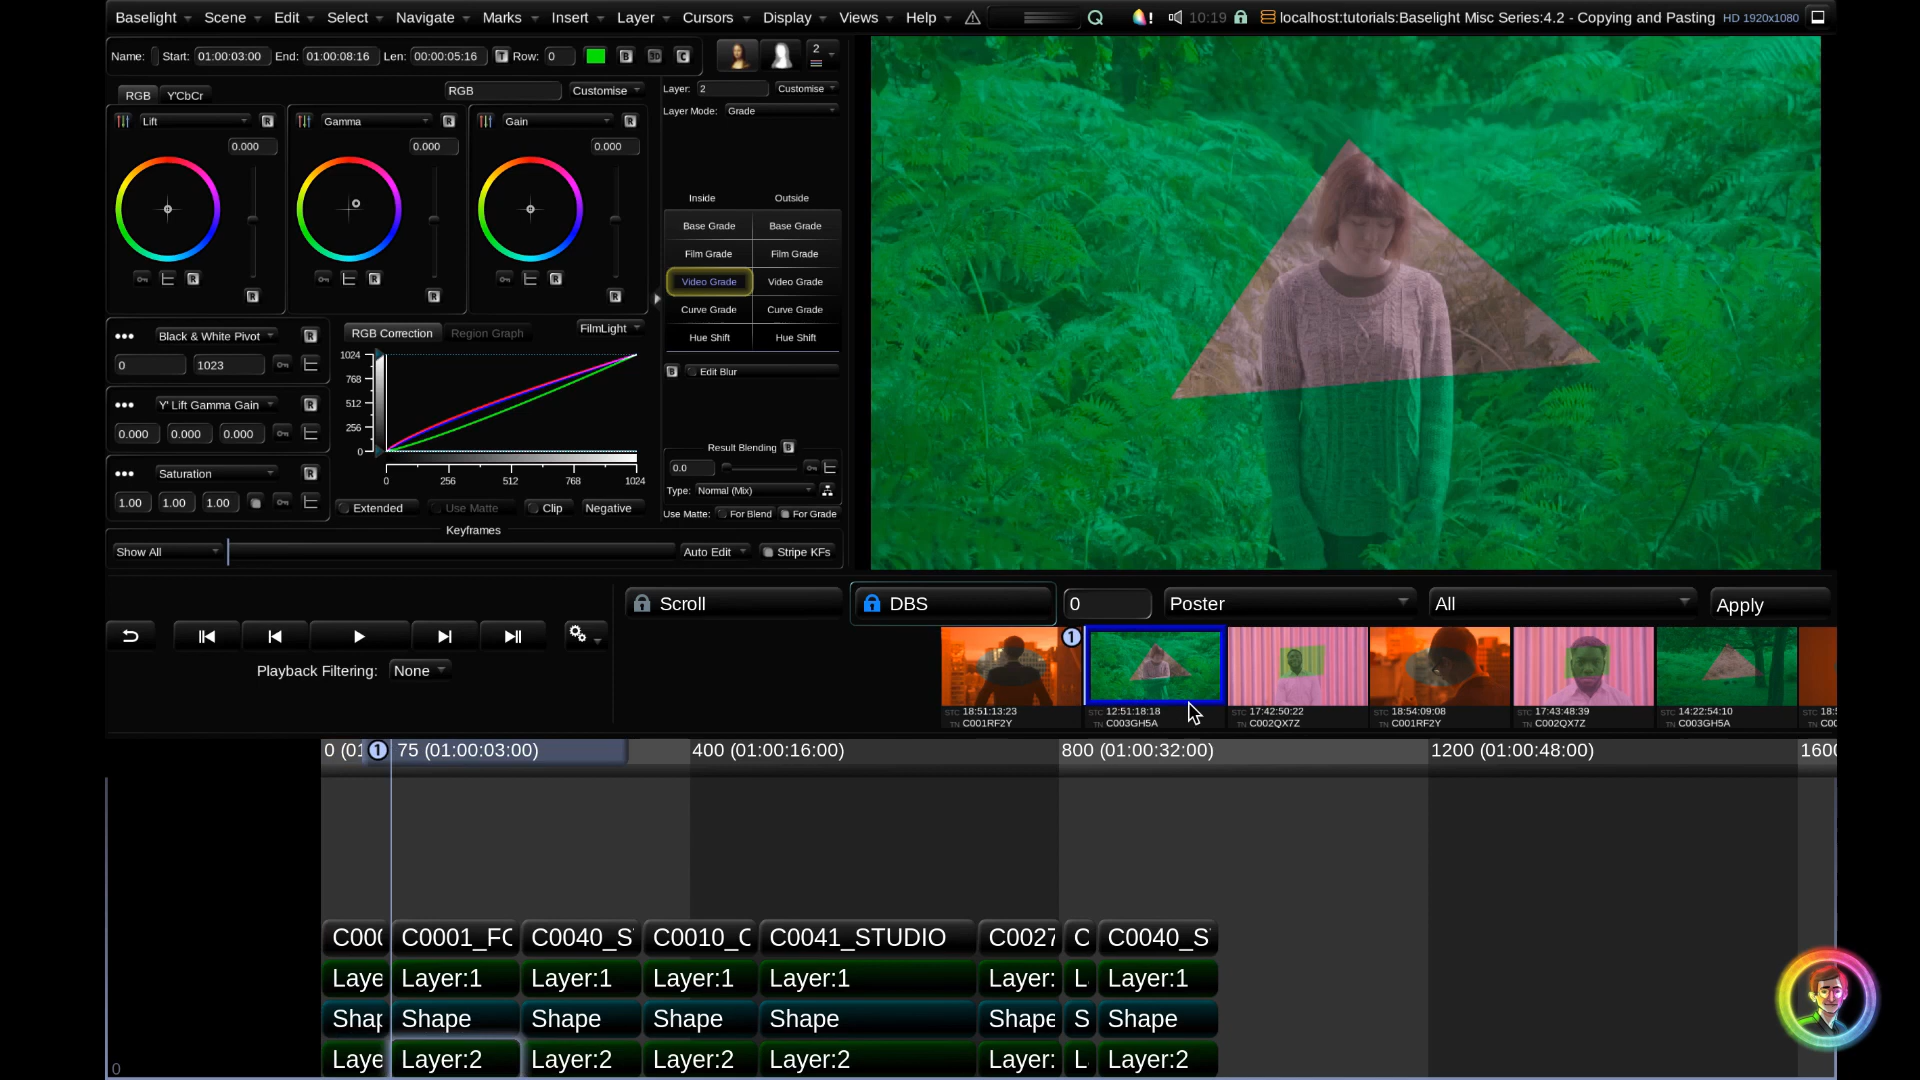 Baselight Scene Edit Select Navigate Marks Insert Layer Cursors Display Views Help 10:19 localhost:tutorials:Baselight Misc Series:4.2 - Copying and Pasting HD 1920x1080
Name: Start: 01:00:03:00 End: 01:00:08:16 Len: 00:00:05:16 T Row: 0 B 3D C 2
RGB Y'CbCr RGB Customise
Layer: 2 Customise
Layer Mode: Grade
Lift R Gamma R Gain R
0.000 0.000 0.000
Inside Outside
Base Grade Base Grade
Film Grade Film Grade
Video Grade Video Grade
Curve Grade Curve Grade
Hue Shift Hue Shift
R R R
R R R
B Edit Blur
Black & White Pivot R
0 1023
Y' Lift Gamma Gain R
0.000 0.000 0.000
Saturation R
1.00 1.00 1.00
RGB Correction Region Graph FilmLight
1024
768
512
256
0
0 256 512 768 1024
Extended Use Matte Clip Negative
Result Blending B
0.0
Type: Normal (Mix)
Use Matte: For Blend For Grade
Keyframes
Show All Auto Edit Stripe KFs
Scroll DBS 0 Poster All Apply
Playback Filtering: None
1
STC 18:51:13:23 STC 12:51:18:18 STC 17:42:50:22 STC 18:54:09:08 STC 17:43:48:39 STC 14:22:54:10 STC 18:5
TN C001RF2Y TN C003GH5A TN C002QX7Z TN C001RF2Y TN C002QX7Z TN C003GH5A TN C00
0 (01 1 75 (01:00:03:00) 400 (01:00:16:00) 800 (01:00:32:00) 1200 (01:00:48:00) 1600
C000 C0001_FO C0040_S C0010_C C0041_STUDIO C0027 C C0040_S
Laye Layer:1 Layer:1 Layer:1 Layer:1 Layer: L Layer:1
Shap Shape Shape Shape Shape Shape S Shape
Laye Layer:2 Layer:2 Layer:2 Layer:2 Layer: L Layer:2
0